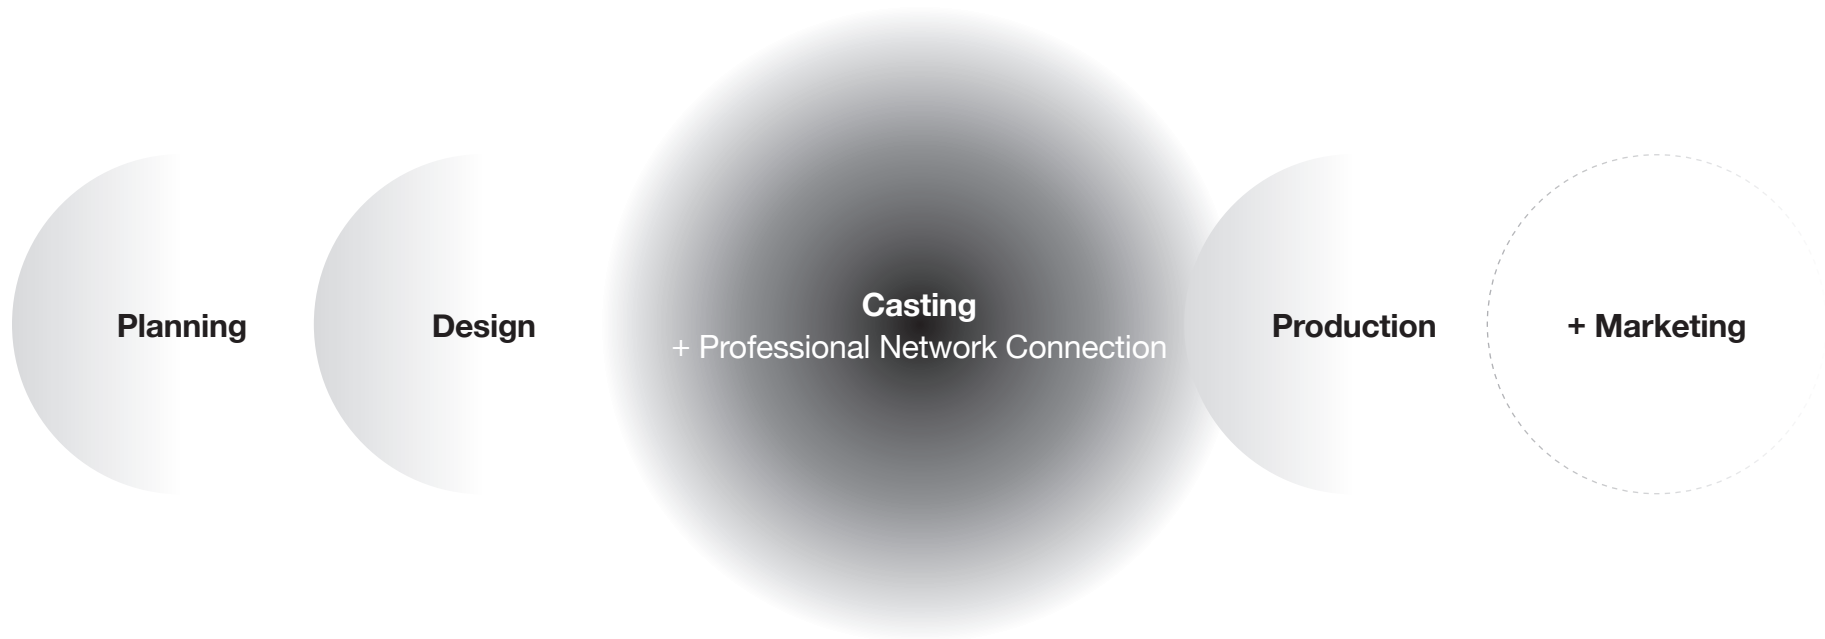 Planning
Design
Casting
+ Professional Network Connection
Production
+ Marketing